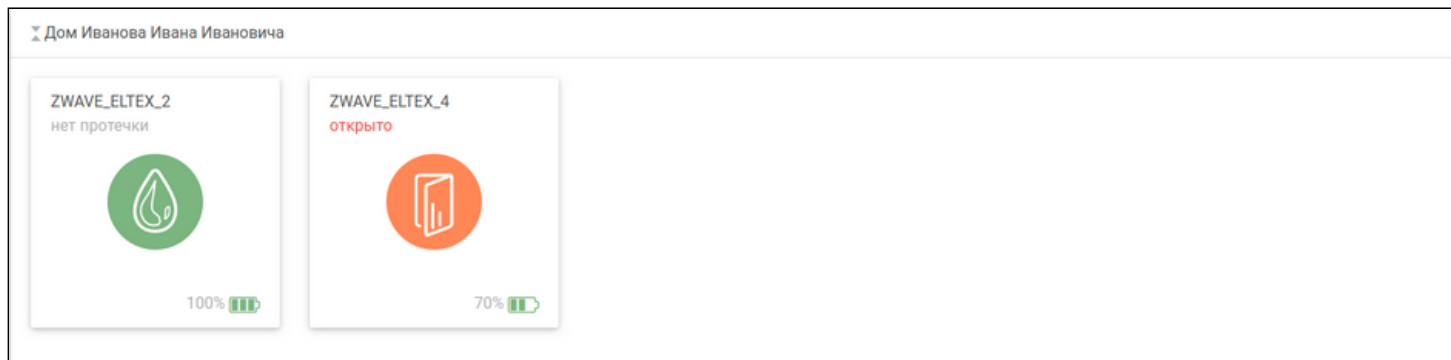 Дом Иванова Ивана Ивановича
ZWAVE_ELTEX_2
нет протечки
100%
ZWAVE_ELTEX_4
открыто
70%